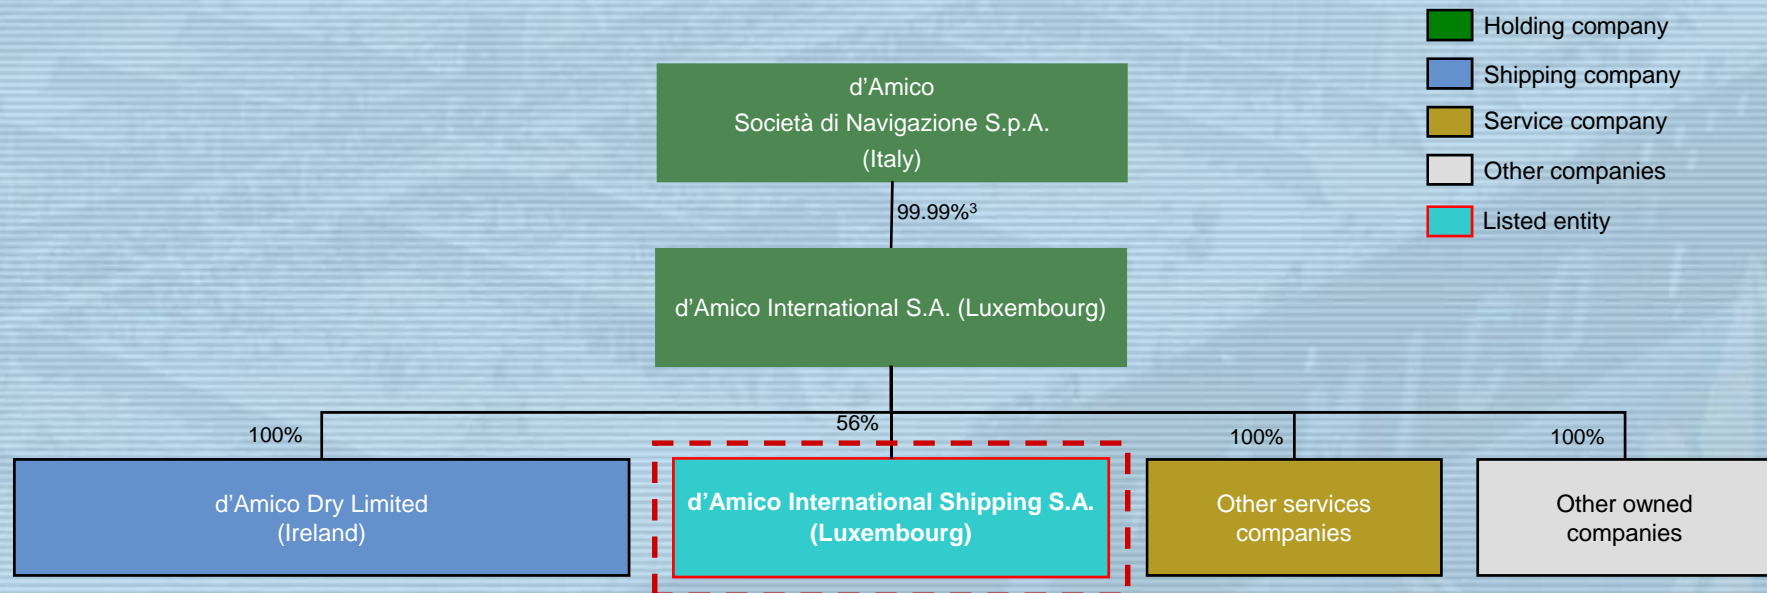 Holding company
Shipping company
Service company
Other companies
Listed entity
d’Amico
Società di Navigazione S.p.A.
(Italy)
99.99%³
d’Amico International S.A. (Luxembourg)
100%
56%
100%
100%
d’Amico Dry Limited
(Ireland)
d’Amico International Shipping S.A.
(Luxembourg)
Other services
companies
Other owned
companies